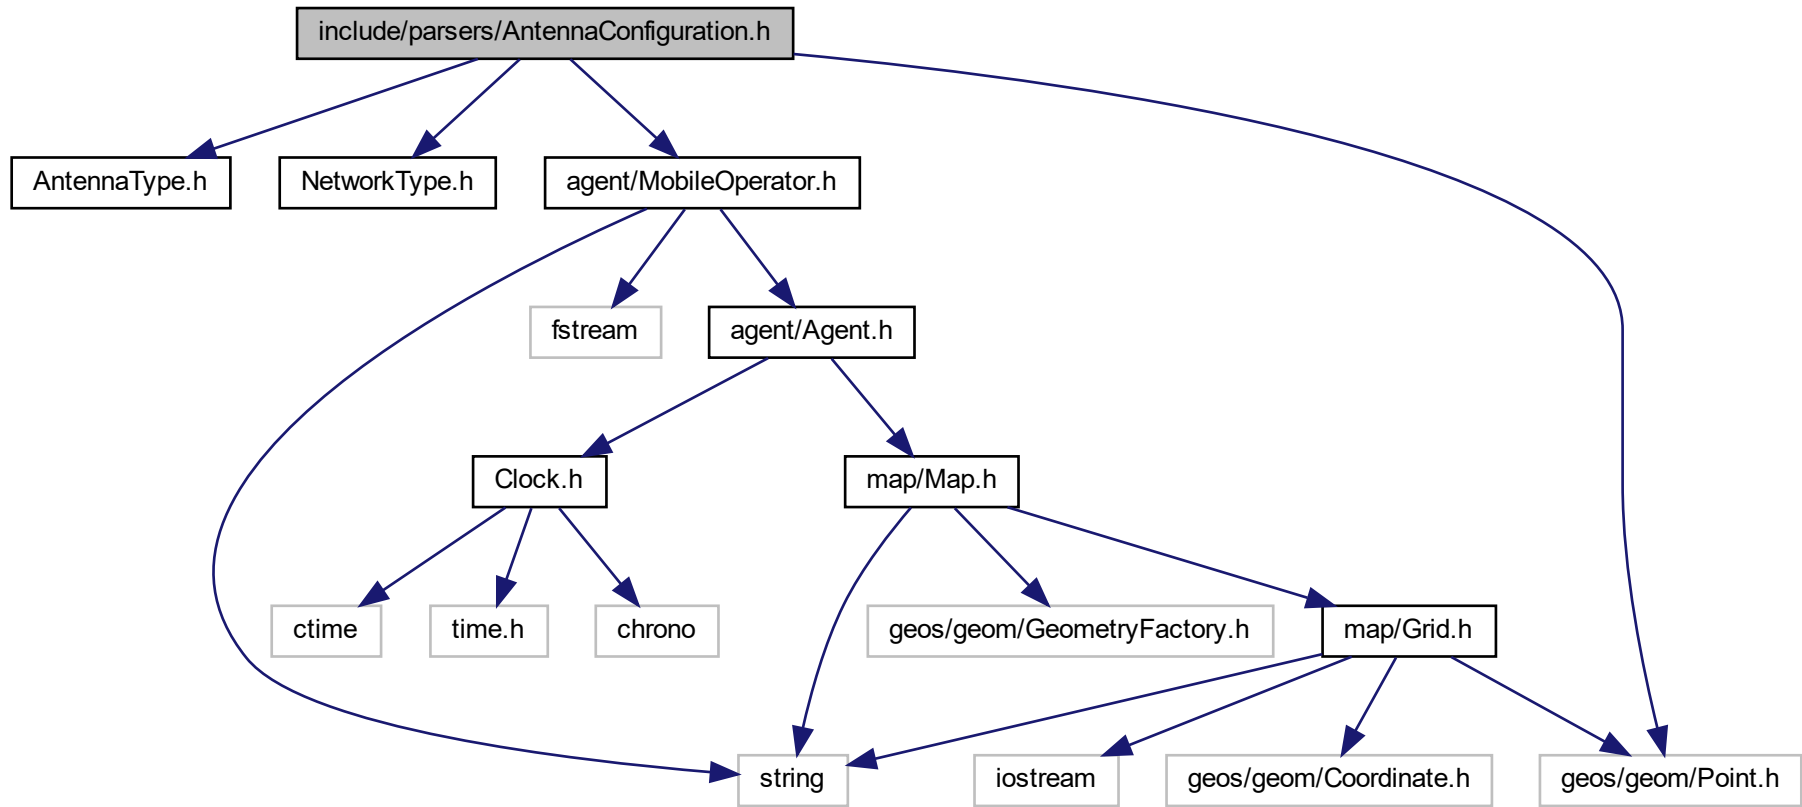 include/parsers/AntennaConfiguration.h
AntennaType.h
NetworkType.h
agent/MobileOperator.h
fstream
agent/Agent.h
Clock.h
map/Map.h
ctime
time.h
chrono
geos/geom/GeometryFactory.h
map/Grid.h
string
iostream
geos/geom/Coordinate.h
geos/geom/Point.h